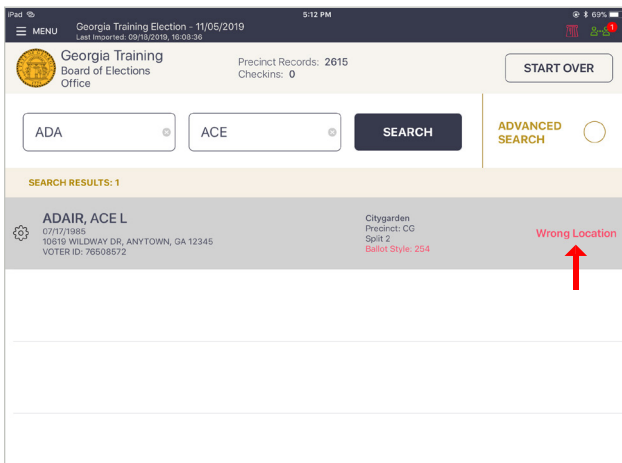 iPad
5:12 PM
69%
MENU
Georgia Training Election - 11/05/2019
Last Imported: 09/18/2019, 16:08:36
1
Georgia Training
Board of Elections
Office
Precinct Records: 2615
Checkins: 0
START OVER
ADA
ACE
SEARCH
ADVANCED
SEARCH
SEARCH RESULTS: 1
ADAIR, ACE L
07/17/1985
10619 WILDWAY DR, ANYTOWN, GA 12345
VOTER ID: 76508572
Citygarden
Precinct: CG
Split 2
Ballot Style: 254
Wrong Location